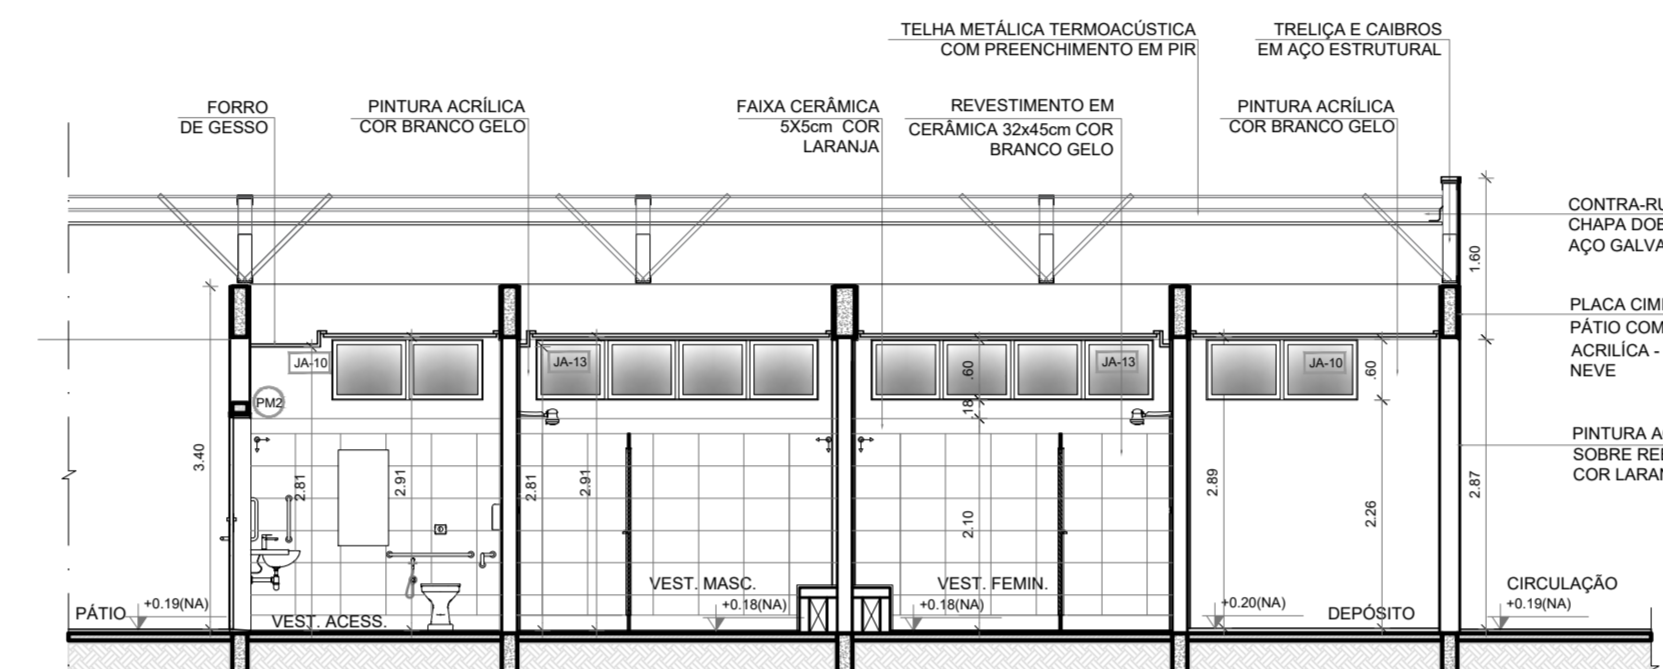 TELHA METÁLICA TERMOACÚSTICA
COM PREENCHIMENTO EM PIR
TRELIÇA E CAIBROS
EM AÇO ESTRUTURAL
FORRO
DE GESSO
PINTURA ACRÍLICA
COR BRANCO GELO
FAIXA CERÂMICA
5X5cm COR
LARANJA
REVESTIMENTO EM
CERÂMICA 32x45cm COR
BRANCO GELO
PINTURA ACRÍLICA
COR BRANCO GELO
CONTRA-RU
CHAPA DOB
AÇO GALVA
1.60
PLACA CIM
PÁTIO COM
ACRILÍCA -
NEVE
JA-10
JA-13
.60
JA-13
JA-10
.60
PM2
.18
PINTURA A
SOBRE RE
COR LARAN
3.40
2.81
2.91
2.81
2.91
2.10
2.89
2.26
2.87
PÁTIO
+0.19(NA)
VEST. ACESS.
VEST. MASC.
+0.18(NA)
VEST. FEMIN.
+0.18(NA)
+0.20(NA)
DEPÓSITO
CIRCULAÇÃO
+0.19(NA)